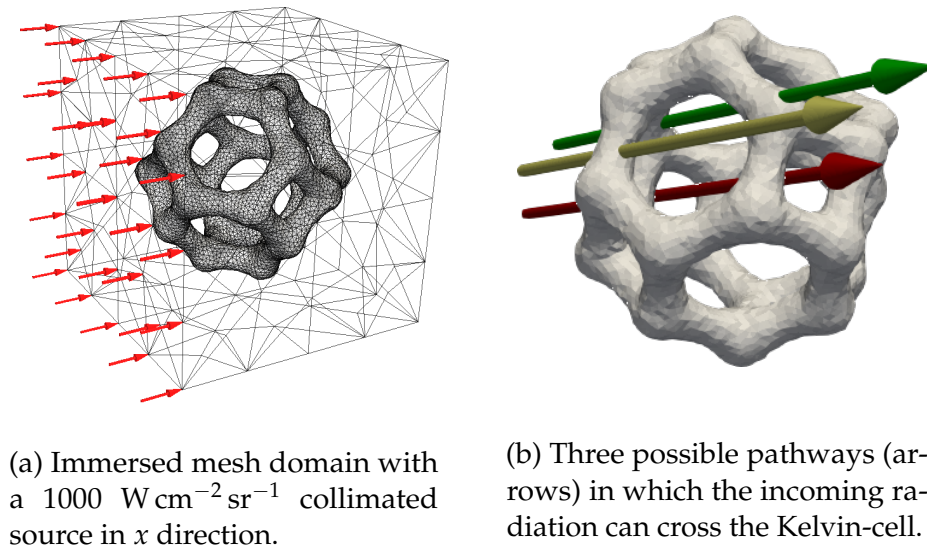 (a) Immersed mesh domain with
a 1000 W cm⁻² sr⁻¹ collimated
source in x direction.
(b) Three possible pathways (ar-
rows) in which the incoming ra-
diation can cross the Kelvin-cell.